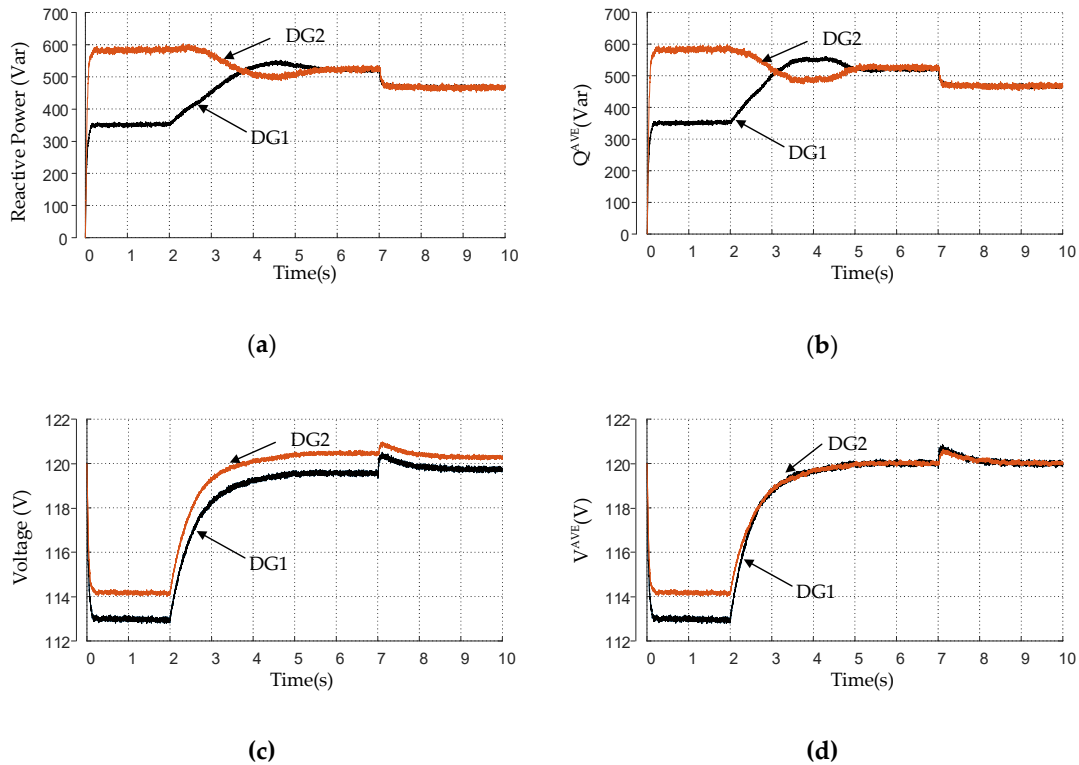 700
600
500
400
300
200
100
0
Reactive Power (Var)
DG2
DG1
0 1 2 3 4 5 6 7 8 9 10
Time(s)
(a)
700
600
500
400
300
200
100
0
Q^AVE(Var)
DG2
DG1
0 1 2 3 4 5 6 7 8 9 10
Time(s)
(b)
122
120
118
116
114
112
Voltage (V)
DG2
DG1
0 1 2 3 4 5 6 7 8 9 10
Time(s)
(c)
122
120
118
116
114
112
V^AVE(V)
DG2
DG1
0 1 2 3 4 5 6 7 8 9 10
Time(s)
(d)